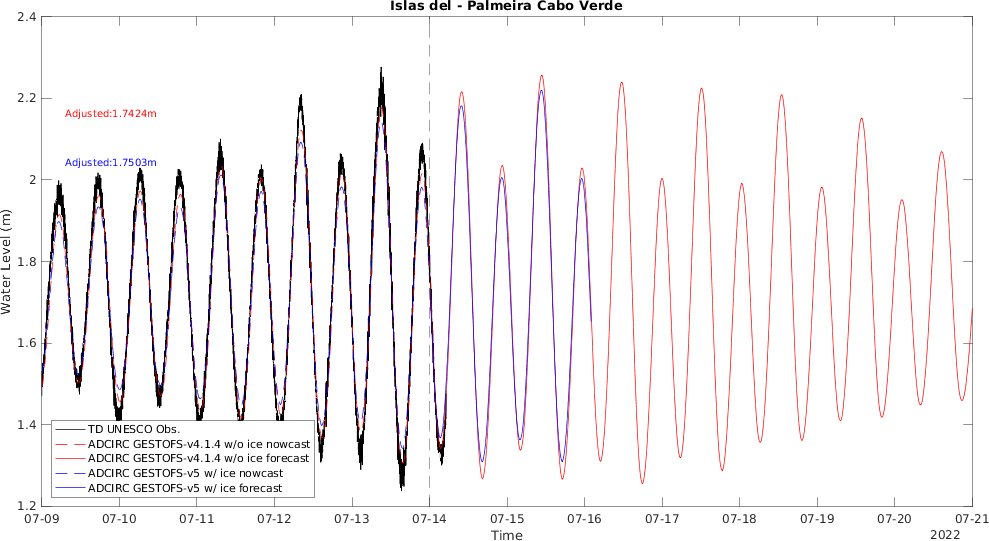 Islas del - Palmeira Cabo Verde
2.4
2.2
2
1.8
1.6
1.4
1.2
Water Level (m)
Adjusted:1.7424m
Adjusted:1.7503m
TD UNESCO Obs.
ADCIRC GESTOFS-v4.1.4 w/o ice nowcast
ADCIRC GESTOFS-v4.1.4 w/o ice forecast
ADCIRC GESTOFS-v5 w/ ice nowcast
ADCIRC GESTOFS-v5 w/ ice forecast
07-09 07-10 07-11 07-12 07-13 07-14 07-15 07-16 07-17 07-18 07-19 07-20 07-21
Time
2022